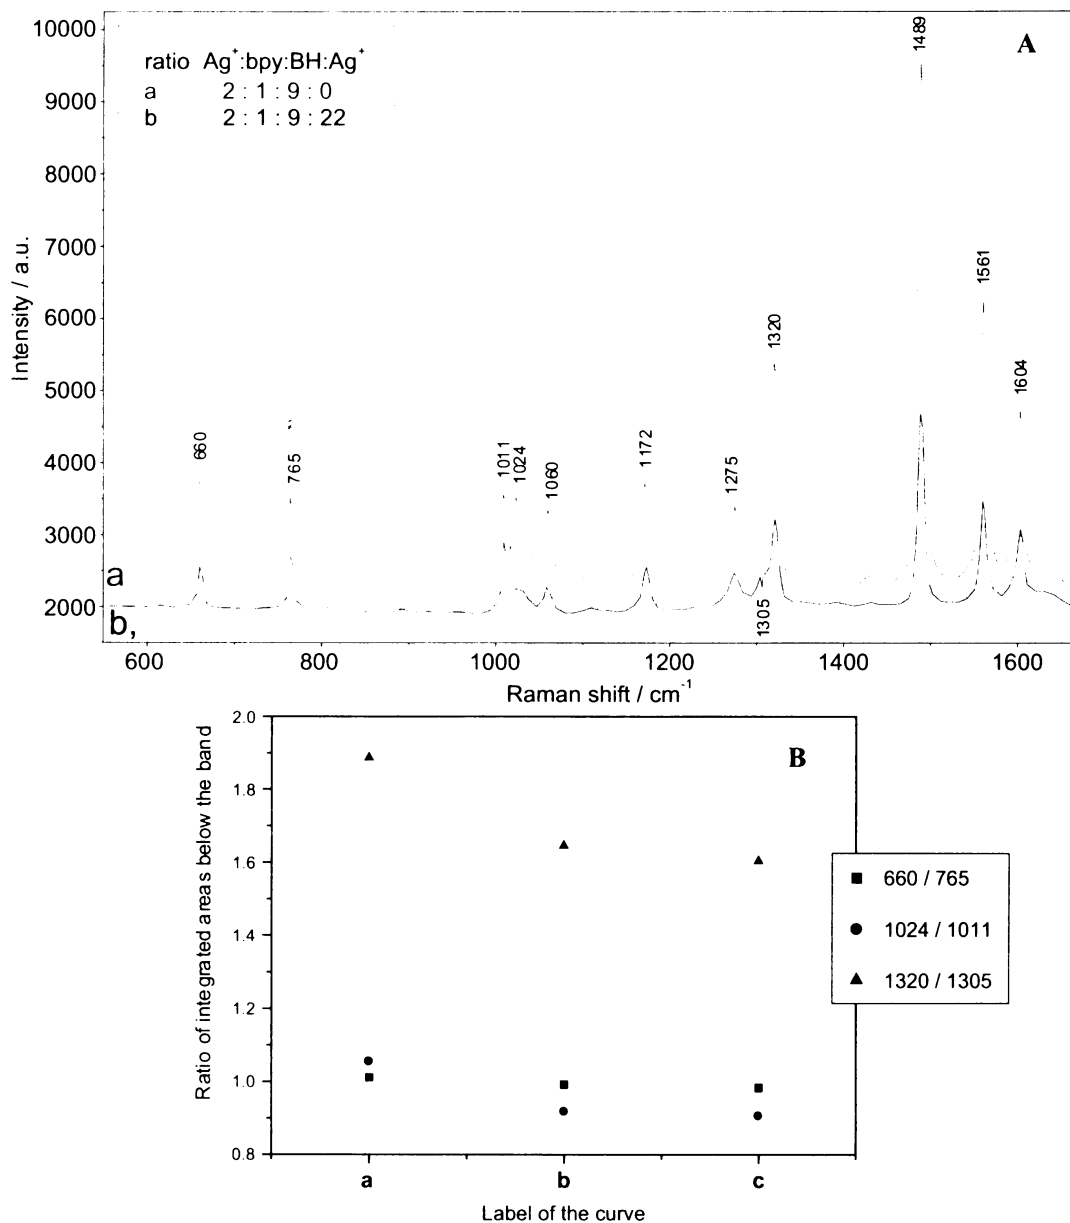 A
ratio Ag⁺:bpy:BH:Ag⁺
a 2 : 1 : 9 : 0
b 2 : 1 : 9 : 22
10000
9000
8000
7000
6000
5000
4000
3000
2000
Intensity / a.u.
660
765
1011
1024
1060
1172
1275
1305
1320
1489
1561
1604
a
b,
600 800 1000 1200 1400 1600
Raman shift / cm⁻¹
B
2.0
1.8
1.6
1.4
1.2
1.0
0.8
Ratio of integrated areas below the band
660 / 765
1024 / 1011
1320 / 1305
a b c
Label of the curve